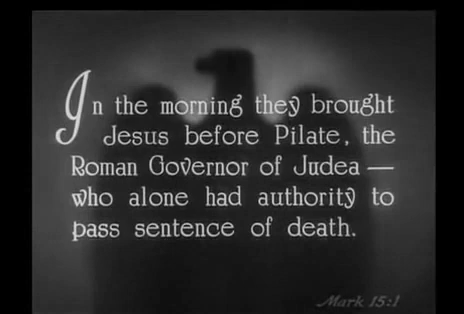 In the morning they brought
Jesus before Pilate, the
Roman Governor of Judea —
who alone had authority to
pass sentence of death.
Mark 15:1